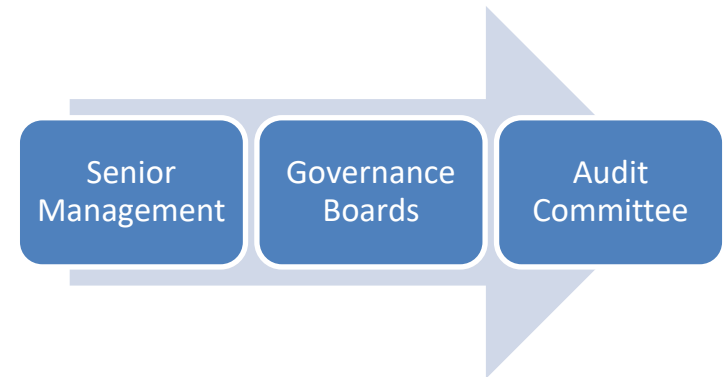 Senior
Management
Governance
Boards
Audit
Committee